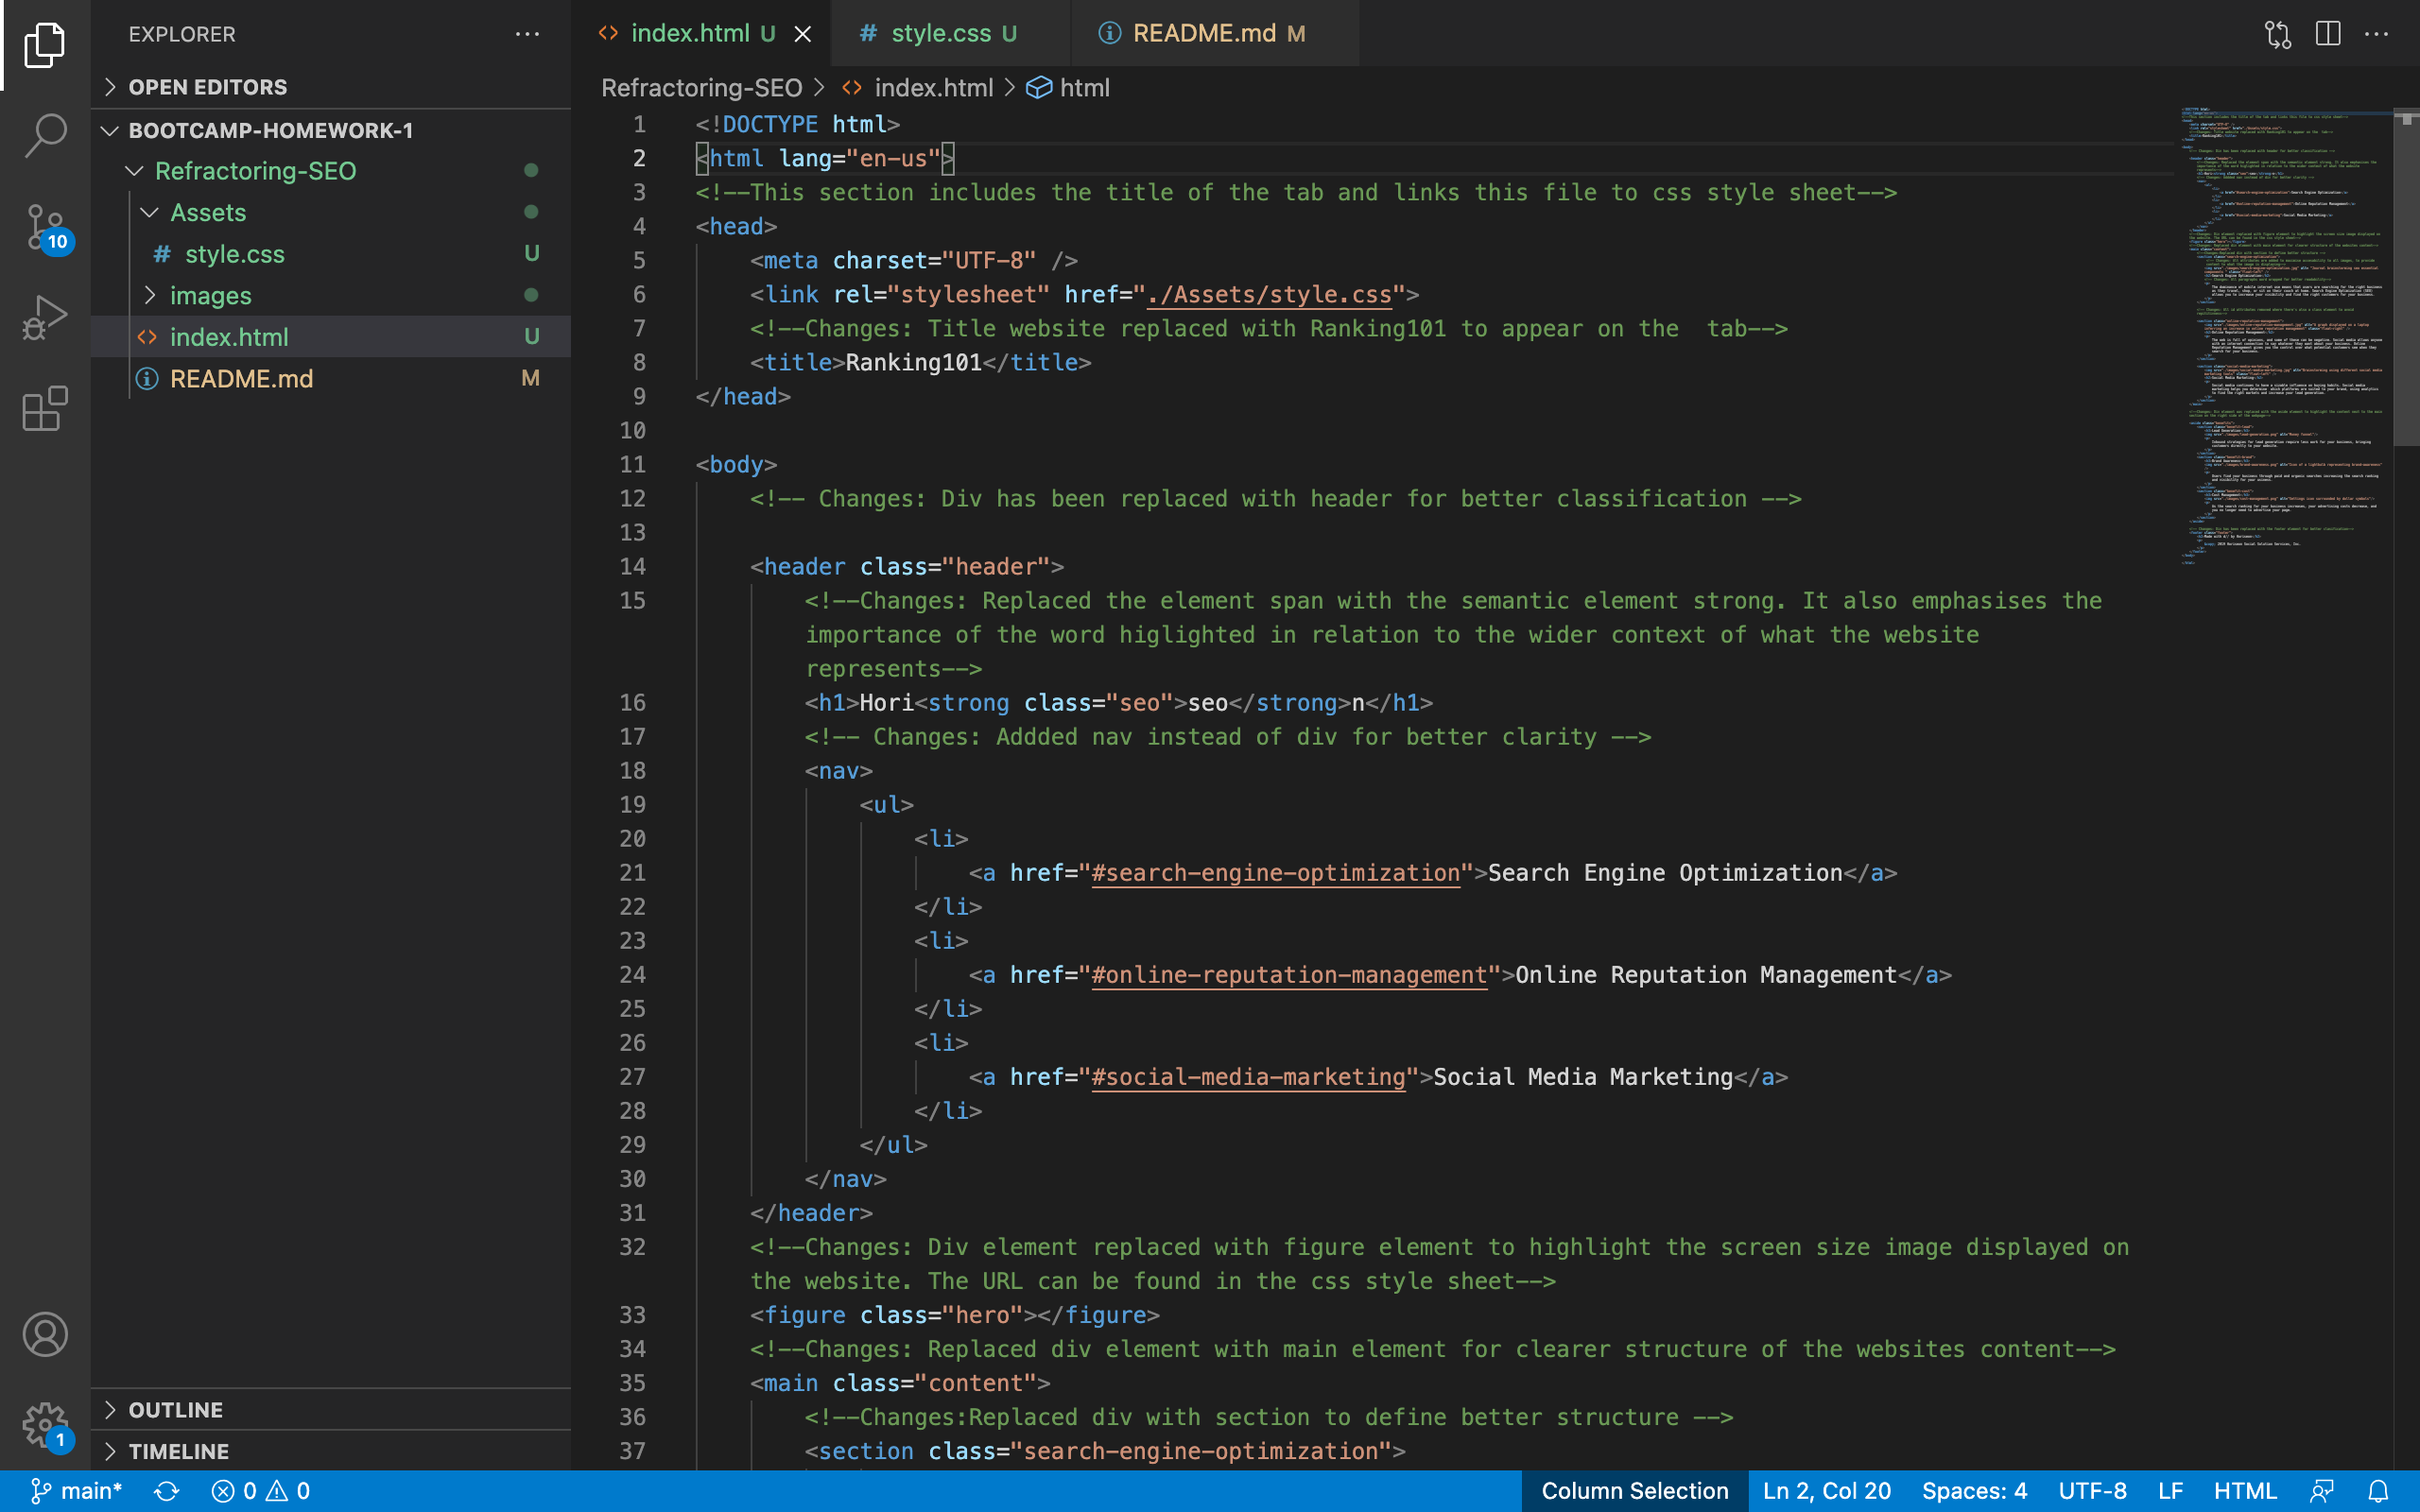 EXPLORER
OPEN EDITORS
BOOTCAMP-HOMEWORK-1
Refractoring-SEO
Assets
# style.css U
images
index.html U
README.md M
10
1
OUTLINE
TIMELINE
index.html U
# style.css U
README.md M
Refractoring-SEO > index.html > html
1 <!DOCTYPE html>
2 <html lang="en-us">
3 <!--This section includes the title of the tab and links this file to css style sheet-->
4 <head>
5 <meta charset="UTF-8" />
6 <link rel="stylesheet" href="./Assets/style.css">
7 <!--Changes: Title website replaced with Ranking101 to appear on the  tab-->
8 <title>Ranking101</title>
9 </head>
10
11 <body>
12 <!-- Changes: Div has been replaced with header for better classification -->
13
14 <header class="header">
15 <!--Changes: Replaced the element span with the semantic element strong. It also emphasises the
importance of the word higlighted in relation to the wider context of what the website
represents-->
16 <h1>Hori<strong class="seo">seo</strong>n</h1>
17 <!-- Changes: Addded nav instead of div for better clarity -->
18 <nav>
19 <ul>
20 <li>
21 <a href="#search-engine-optimization">Search Engine Optimization</a>
22 </li>
23 <li>
24 <a href="#online-reputation-management">Online Reputation Management</a>
25 </li>
26 <li>
27 <a href="#social-media-marketing">Social Media Marketing</a>
28 </li>
29 </ul>
30 </nav>
31 </header>
32 <!--Changes: Div element replaced with figure element to highlight the screen size image displayed on
the website. The URL can be found in the css style sheet-->
33 <figure class="hero"></figure>
34 <!--Changes: Replaced div element with main element for clearer structure of the websites content-->
35 <main class="content">
36 <!--Changes:Replaced div with section to define better structure -->
37 <section class="search-engine-optimization">
main* 0 0 Column Selection Ln 2, Col 20 Spaces: 4 UTF-8 LF HTML